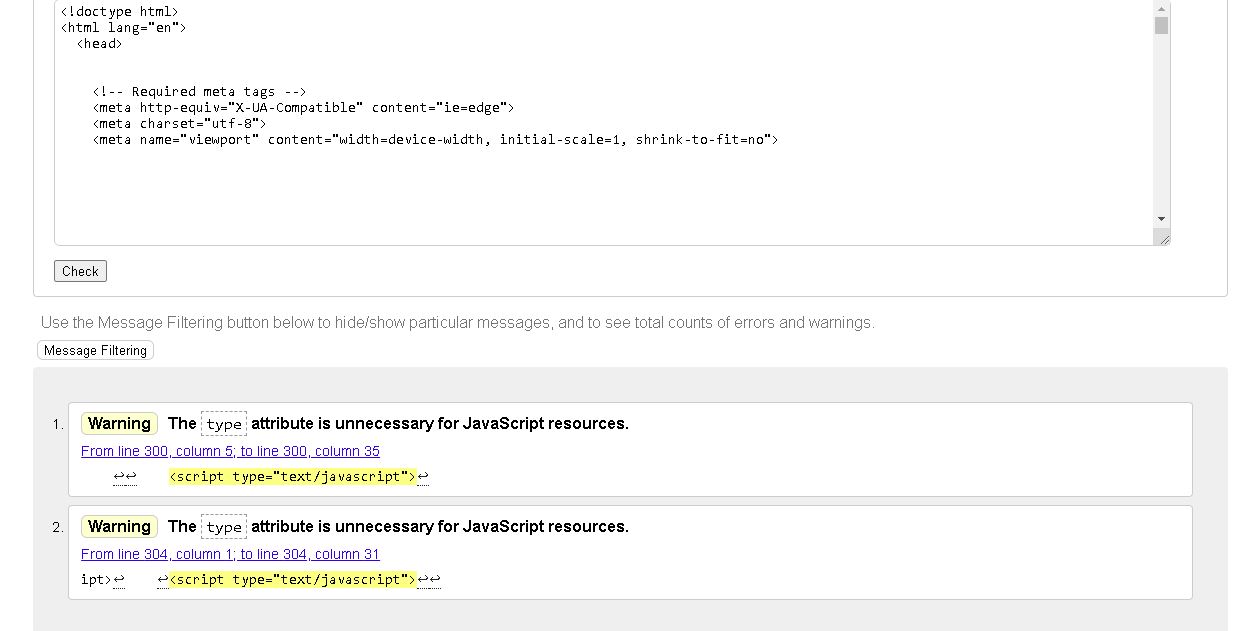 <!doctype html>
<html lang="en">
<head>
<!-- Required meta tags -->
<meta http-equiv="X-UA-Compatible" content="ie=edge">
<meta charset="utf-8">
<meta name="viewport" content="width=device-width, initial-scale=1, shrink-to-fit=no">
Check
Use the Message Filtering button below to hide/show particular messages, and to see total counts of errors and warnings.
Message Filtering
1. Warning The type attribute is unnecessary for JavaScript resources.
From line 300, column 5; to line 300, column 35
↩↩ <script type="text/javascript">↩
2. Warning The type attribute is unnecessary for JavaScript resources.
From line 304, column 1; to line 304, column 31
ipt>↩ ↩<script type="text/javascript">↩↩